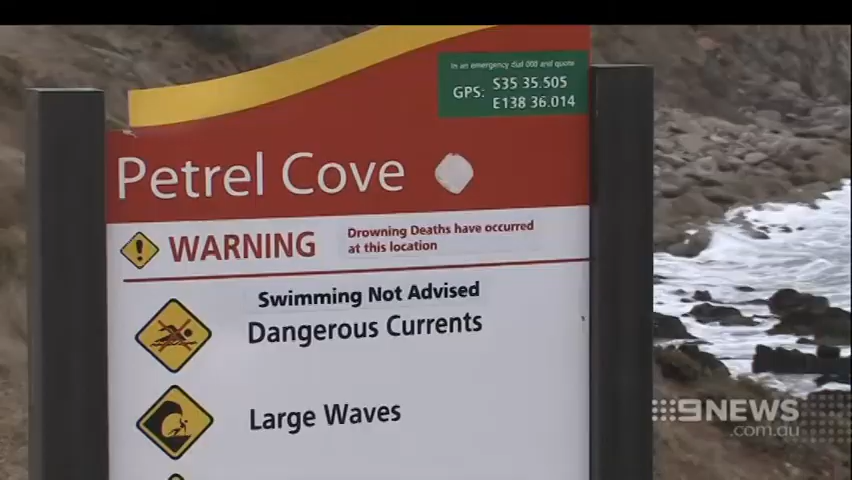 In an emergency dial 000 and quote
GPS: S35 35.505
E138 36.014
Petrel Cove
WARNING
Drowning Deaths have occurred
at this location
Swimming Not Advised
Dangerous Currents
Large Waves
9NEWS
.com.au